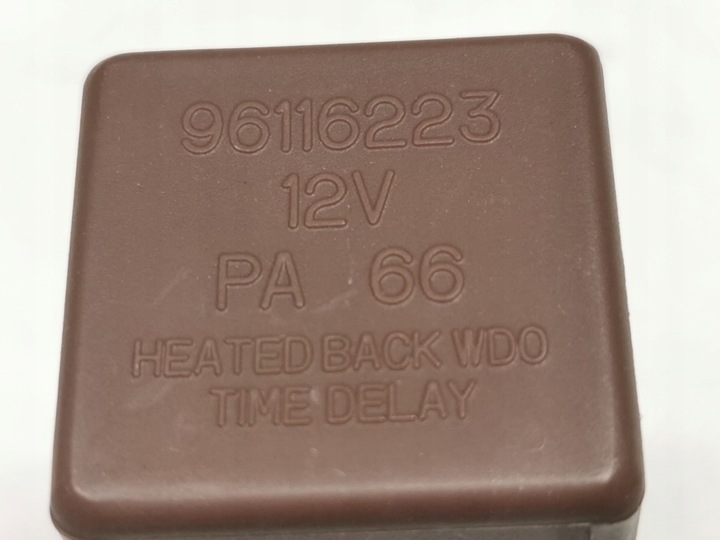 96116223
12V
PA 66
HEATED BACK WDO
TIME DELAY